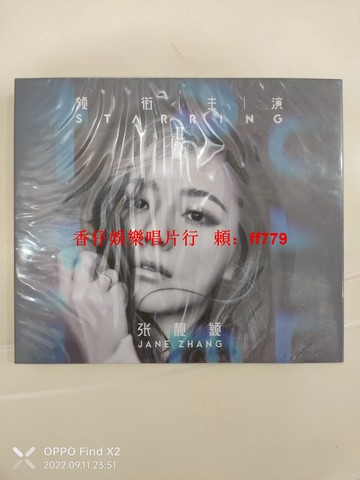 领衔主演
STARRING
II
香仔娛樂唱片行 賴：ff779
张靓颖
JANE ZHANG
OPPO Find X2
2022.09.11 23:51